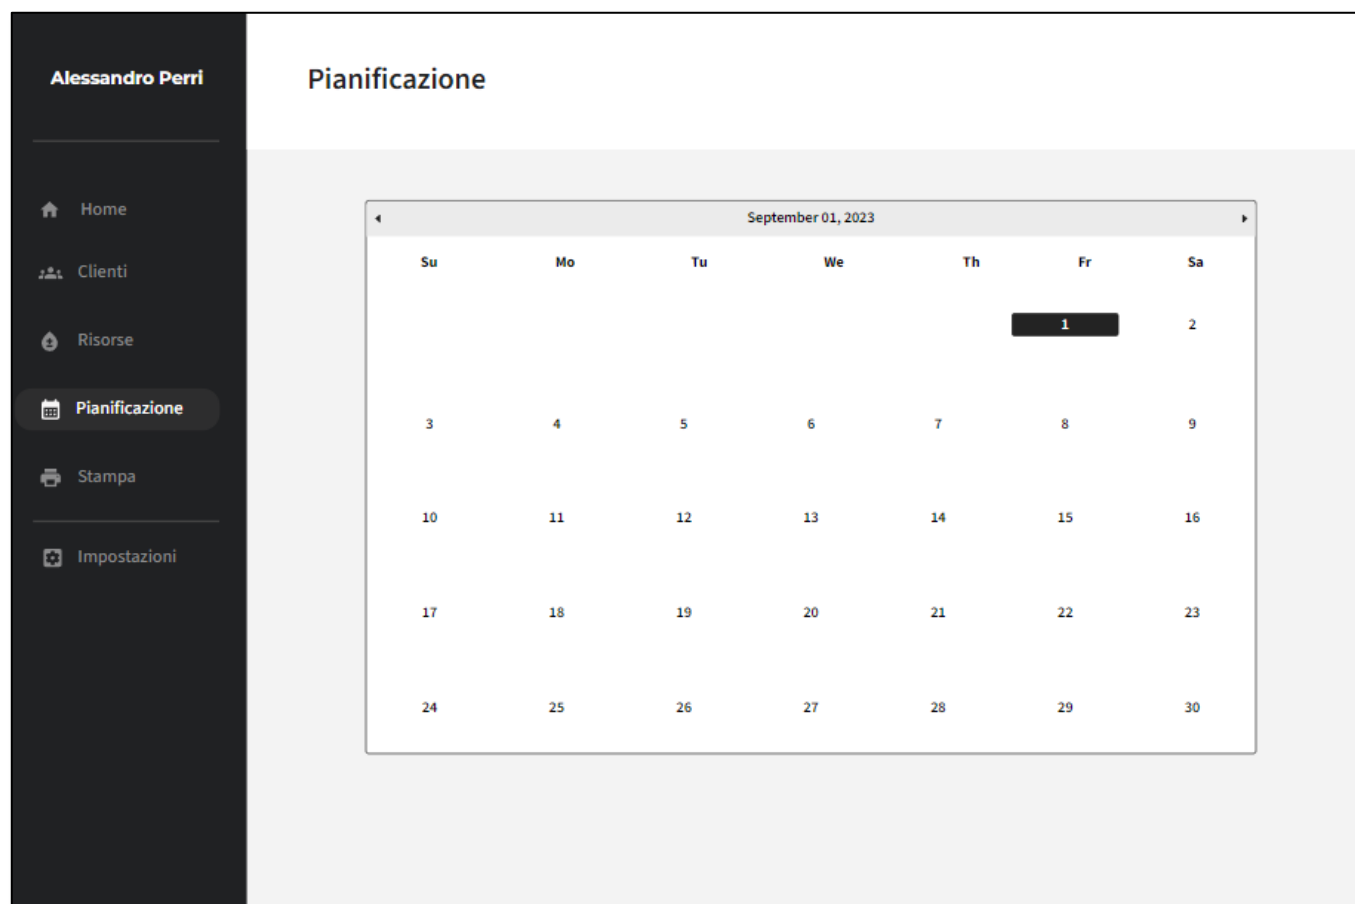 Alessandro Perri
Home
Clienti
Risorse
Pianificazione
Stampa
Impostazioni
Pianificazione
September 01, 2023
Su Mo Tu We Th Fr Sa
1 2
3 4 5 6 7 8 9
10 11 12 13 14 15 16
17 18 19 20 21 22 23
24 25 26 27 28 29 30